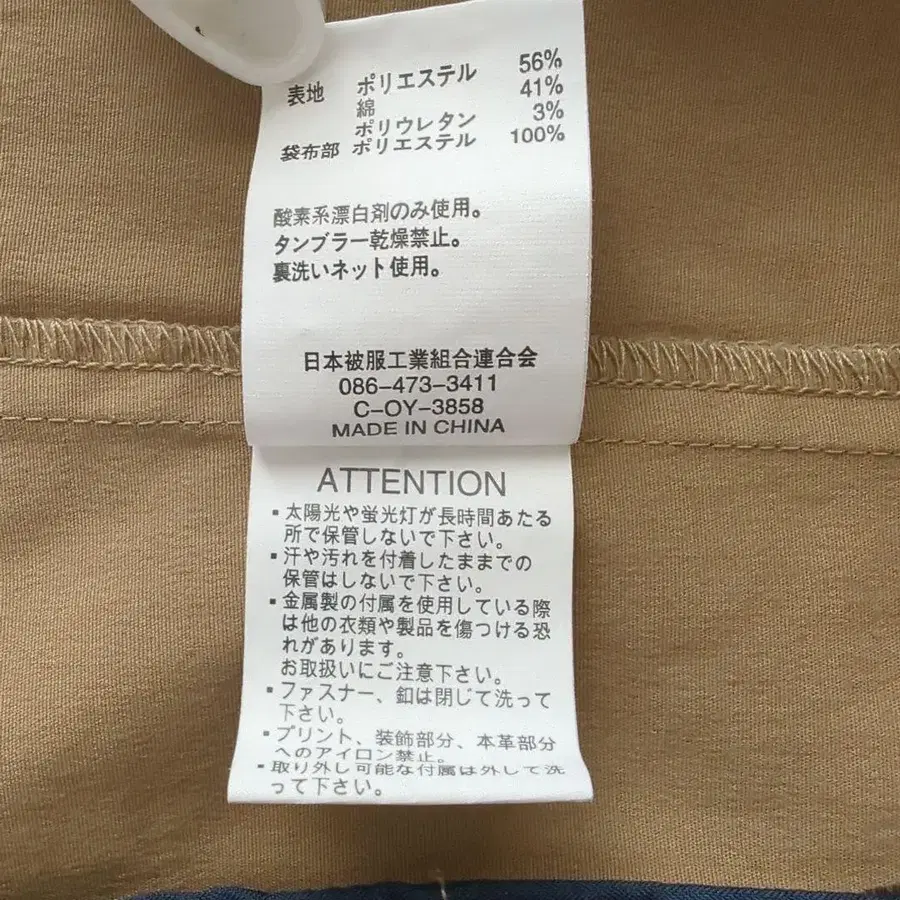 表地 ポリエステル 56%
綿 41%
ポリウレタン 3%
袋布部 ポリエステル 100%
酸素系漂白剤のみ使用。
タンブラー乾燥禁止。
裏洗いネット使用。
日本被服工業組合連合会
086-473-3411
C-OY-3858
MADE IN CHINA
ATTENTION
▪太陽光や蛍光灯が長時間あたる
所で保管しないで下さい。
▪汗や汚れを付着したままでの
保管はしないで下さい。
▪金属製の付属を使用している際
は他の衣類や製品を傷つける恐
れがあります。
お取扱いにご注意下さい。
▪ファスナー、釦は閉じて洗って
下さい。
▪プリント、装飾部分、本革部分
へのアイロン禁止。
▪取り外し可能な付属は外して洗
って下さい。